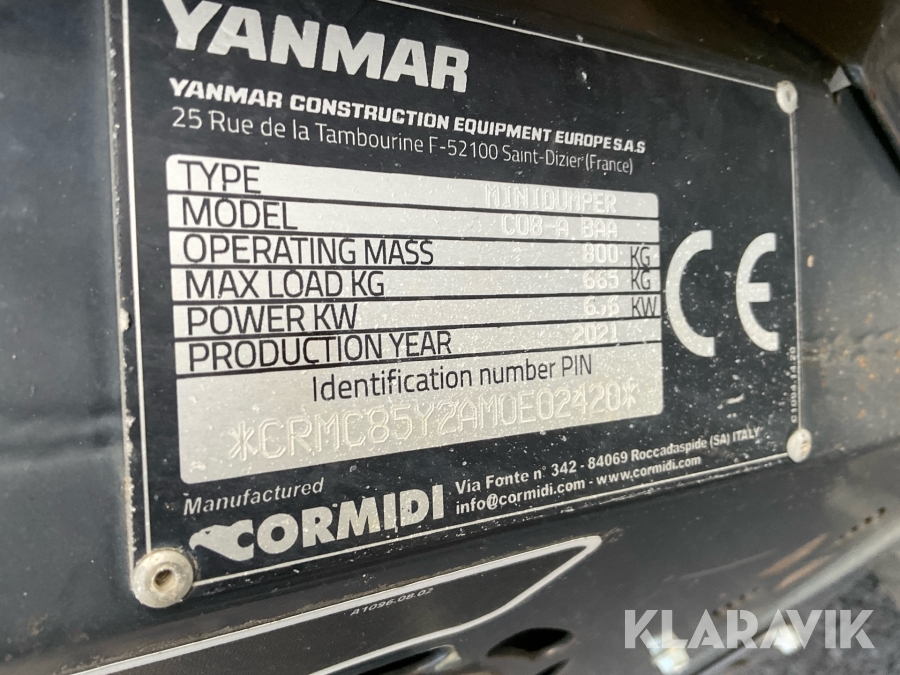 YANMAR
YANMAR CONSTRUCTION EQUIPMENT EUROPE S.A.S
25 Rue de la Tambourine F-52100 Saint-Dizier (France)
TYPE MINIDUMPER
MODEL C08-A BAA
OPERATING MASS 800 KG
MAX LOAD KG 665 KG
POWER KW 6,6 KW
PRODUCTION YEAR 2021
Identification number PIN
*CRMC85Y2AM0E02420*
CE
Manufactured
CORMIDI
Via Fonte n° 342 - 84069 Roccadaspide (SA) ITALY
info@cormidi.com - www.cormidi.com
A1096.08.02
KLARAVIK